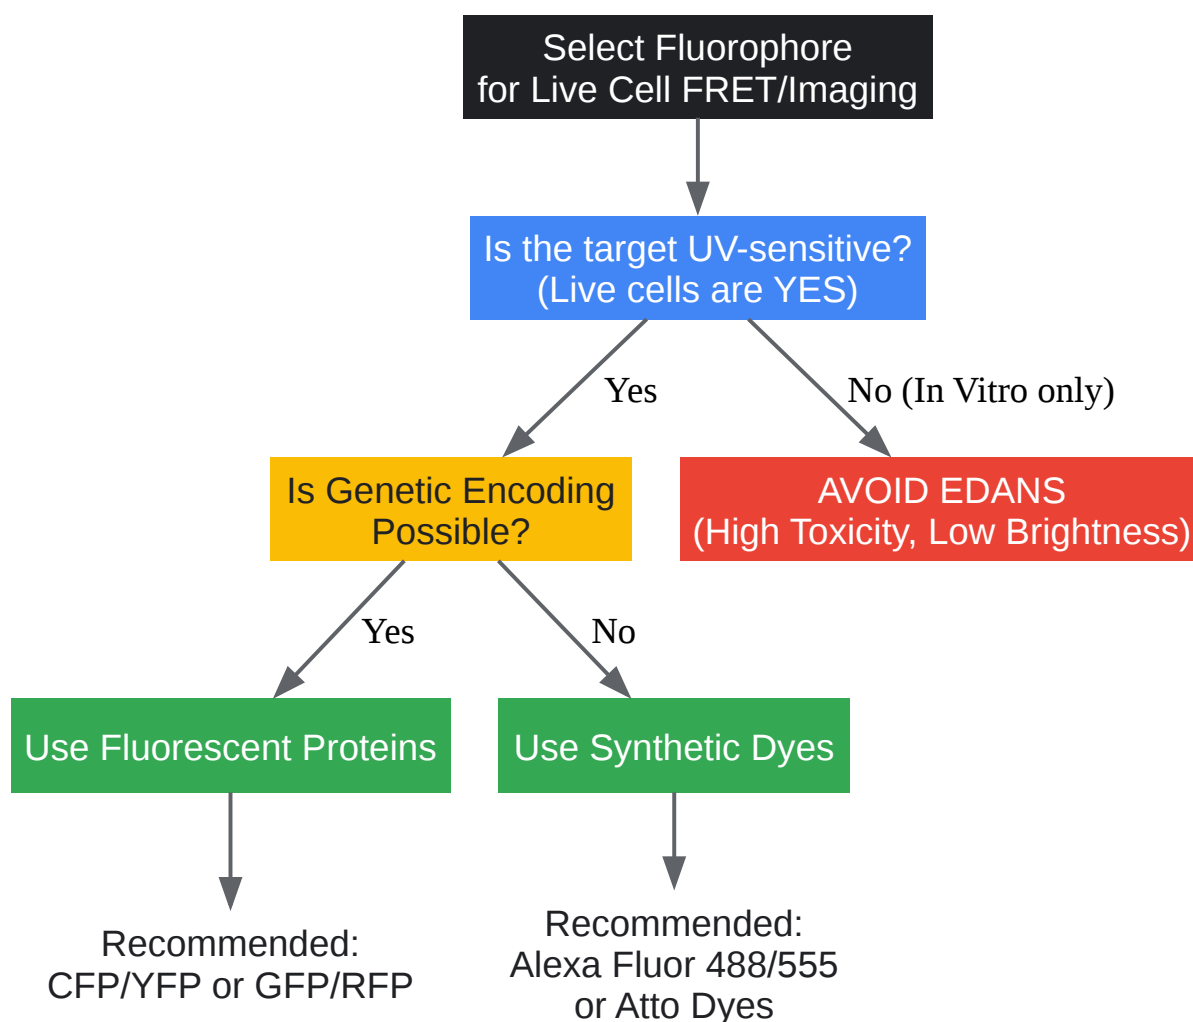 Select Fluorophore
for Live Cell FRET/Imaging
Is the target UV-sensitive?
(Live cells are YES)
Yes
No (In Vitro only)
Is Genetic Encoding
Possible?
AVOID EDANS
(High Toxicity, Low Brightness)
Yes
No
Use Fluorescent Proteins
Use Synthetic Dyes
Recommended:
CFP/YFP or GFP/RFP
Recommended:
Alexa Fluor 488/555
or Atto Dyes